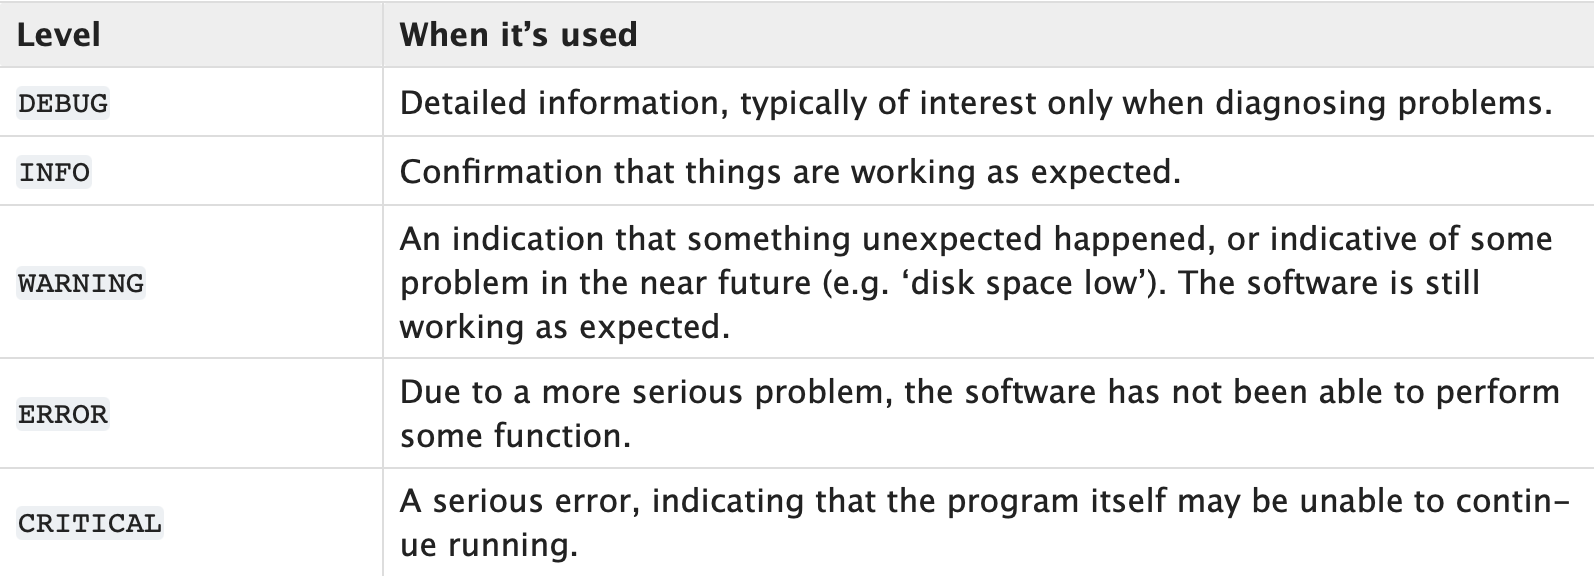 Level
When it’s used
DEBUG
Detailed information, typically of interest only when diagnosing problems.
INFO
Confirmation that things are working as expected.
WARNING
An indication that something unexpected happened, or indicative of some
problem in the near future (e.g. ‘disk space low’). The software is still
working as expected.
ERROR
Due to a more serious problem, the software has not been able to perform
some function.
CRITICAL
A serious error, indicating that the program itself may be unable to contin-
ue running.